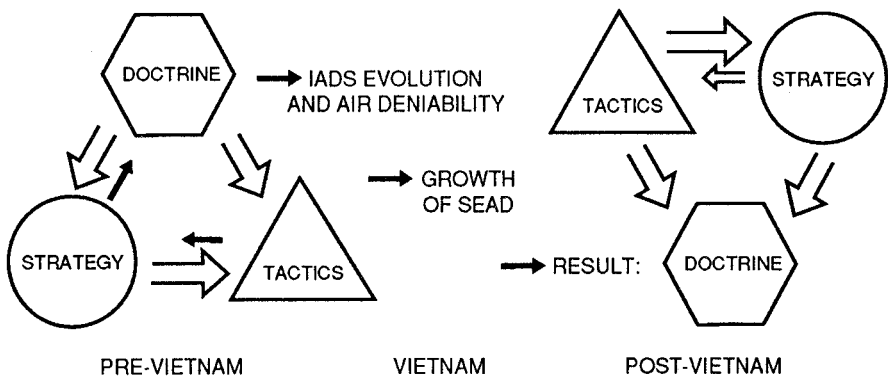 DOCTRINE
IADS EVOLUTION
AND AIR DENIABILITY
STRATEGY
TACTICS
GROWTH
OF SEAD
TACTICS
STRATEGY
RESULT:
DOCTRINE
PRE-VIETNAM
VIETNAM
POST-VIETNAM